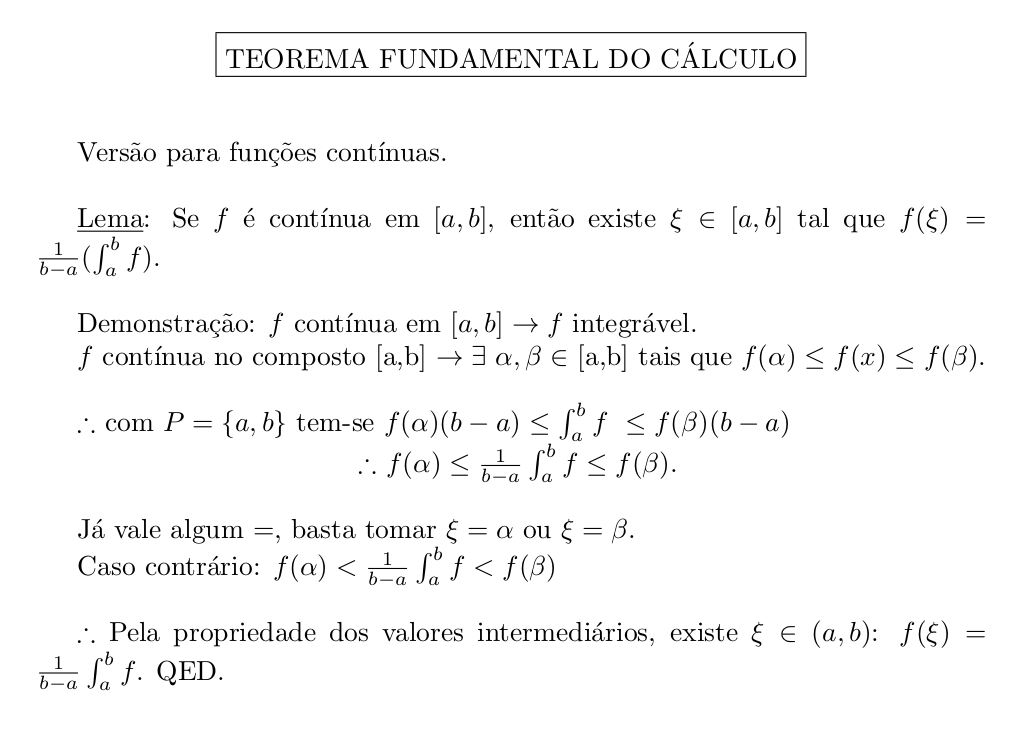 TEOREMA FUNDAMENTAL DO CÁLCULO
Versão para funções contínuas.
Lema: Se $f$ é contínua em $[a, b]$, então existe $\xi \in [a, b]$ tal que $f(\xi) =$
$\frac{1}{b-a}(\int_a^b f)$.
Demonstração: $f$ contínua em $[a, b] \to f$ integrável.
$f$ contínua no composto [a,b] $\to \exists\ \alpha, \beta \in$ [a,b] tais que $f(\alpha) \leq f(x) \leq f(\beta)$.
$\therefore$ com $P = \{a, b\}$ tem-se $f(\alpha)(b - a) \leq \int_a^b f\ \leq f(\beta)(b - a)$
$\therefore f(\alpha) \leq \frac{1}{b-a} \int_a^b f \leq f(\beta)$.
Já vale algum =, basta tomar $\xi = \alpha$ ou $\xi = \beta$.
Caso contrário: $f(\alpha) < \frac{1}{b-a} \int_a^b f < f(\beta)$
$\therefore$ Pela propriedade dos valores intermediários, existe $\xi \in (a, b)$: $f(\xi) =$
$\frac{1}{b-a} \int_a^b f$. QED.